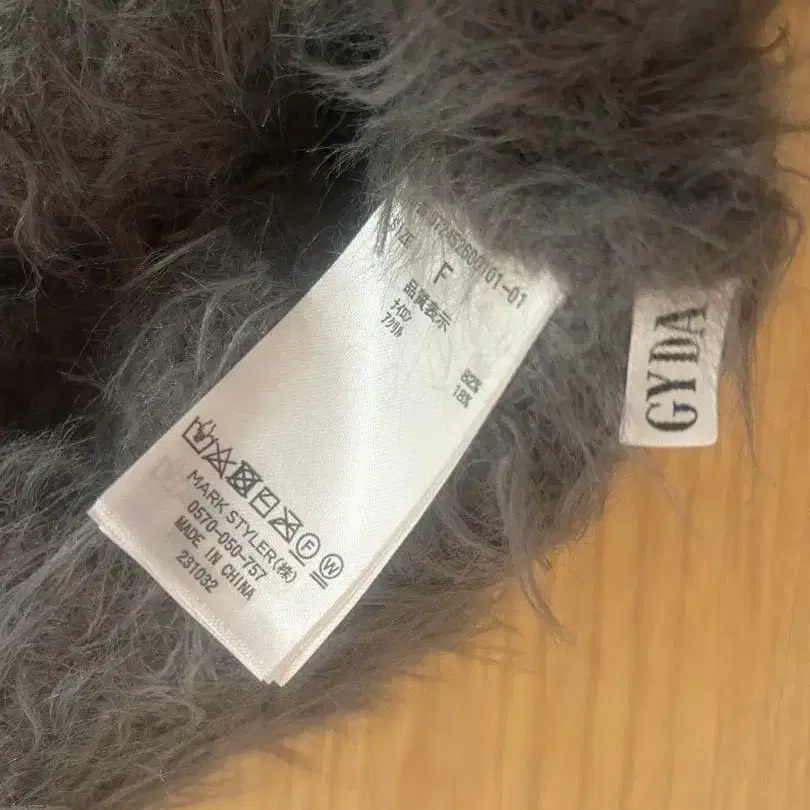 SIZE F
品質表示
ナイロン 82%
アクリル 18%
F W
MARK STYLER(株)
0570-050-757
MADE IN CHINA
231032
GYDA